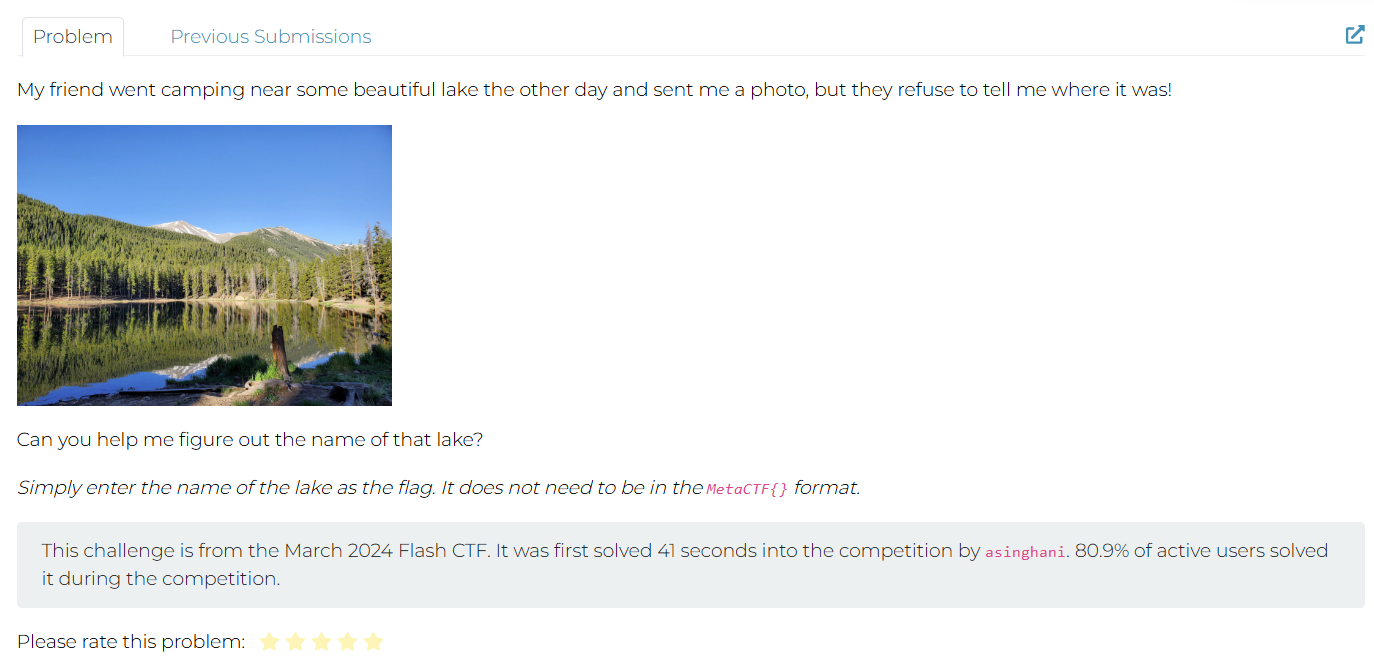 Problem
Previous Submissions
My friend went camping near some beautiful lake the other day and sent me a photo, but they refuse to tell me where it was!
Can you help me figure out the name of that lake?
Simply enter the name of the lake as the flag. It does not need to be in the MetaCTF{} format.
This challenge is from the March 2024 Flash CTF. It was first solved 41 seconds into the competition by asinghani. 80.9% of active users solved
it during the competition.
Please rate this problem: